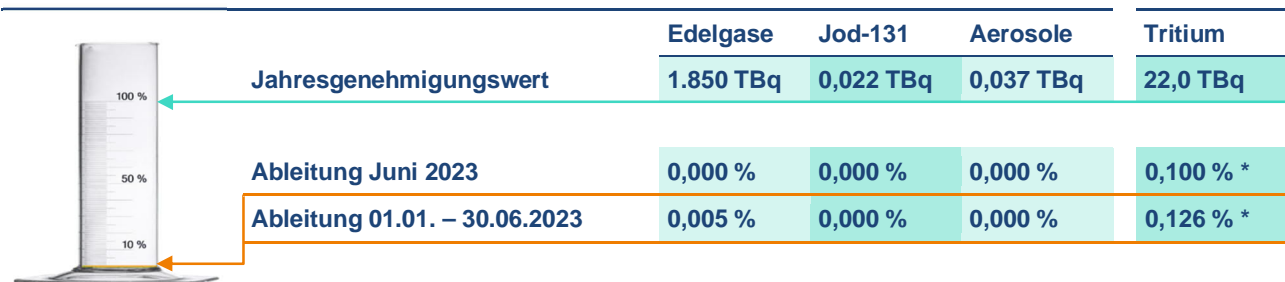 Edelgase Jod-131 Aerosole Tritium
Jahresgenehmigungswert 1.850 TBq 0,022 TBq 0,037 TBq 22,0 TBq
100 %
Ableitung Juni 2023 0,000 % 0,000 % 0,000 % 0,100 % *
50 %
Ableitung 01.01. – 30.06.2023 0,005 % 0,000 % 0,000 % 0,126 % *
10 %